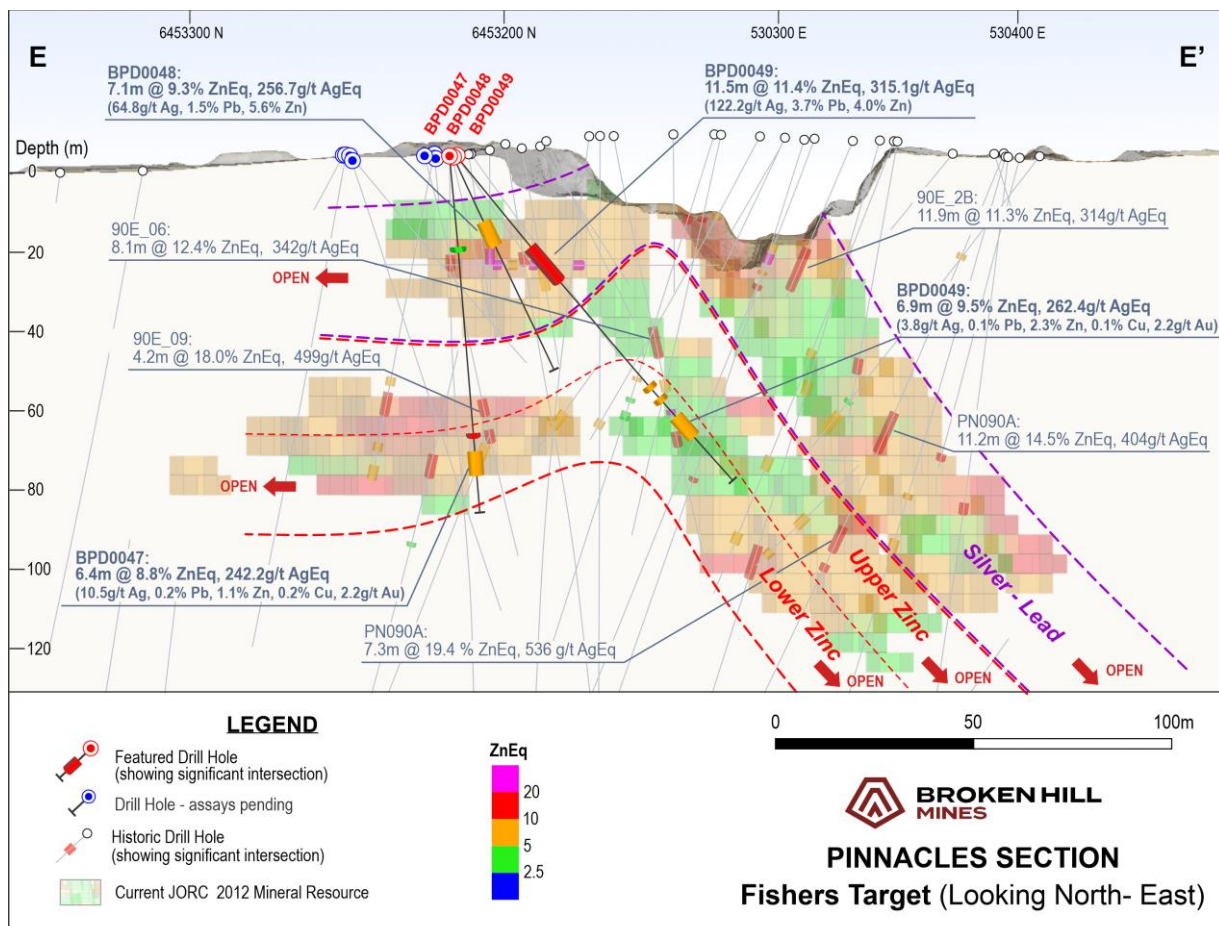 6453300 N
6453200 N
530300 E
530400 E
E
E'
BPD0048:
7.1m @ 9.3% ZnEq, 256.7g/t AgEq
(64.8g/t Ag, 1.5% Pb, 5.6% Zn)
BPD0047
BPD0048
BPD0049
BPD0049:
11.5m @ 11.4% ZnEq, 315.1g/t AgEq
(122.2g/t Ag, 3.7% Pb, 4.0% Zn)
Depth (m)
0
20
40
60
80
100
120
90E_06:
8.1m @ 12.4% ZnEq, 342g/t AgEq
OPEN
90E_2B:
11.9m @ 11.3% ZnEq, 314g/t AgEq
BPD0049:
6.9m @ 9.5% ZnEq, 262.4g/t AgEq
(3.8g/t Ag, 0.1% Pb, 2.3% Zn, 0.1% Cu, 2.2g/t Au)
90E_09:
4.2m @ 18.0% ZnEq, 499g/t AgEq
PN090A:
11.2m @ 14.5% ZnEq, 404g/t AgEq
OPEN
BPD0047:
6.4m @ 8.8% ZnEq, 242.2g/t AgEq
(10.5g/t Ag, 0.2% Pb, 1.1% Zn, 0.2% Cu, 2.2g/t Au)
PN090A:
7.3m @ 19.4 % ZnEq, 536 g/t AgEq
Lower Zinc
Upper Zinc
Silver - Lead
OPEN
OPEN
OPEN
LEGEND
Featured Drill Hole
(showing significant intersection)
Drill Hole - assays pending
Historic Drill Hole
(showing significant intersection)
Current JORC 2012 Mineral Resource
ZnEq
20
10
5
2.5
0
50
100m
BROKEN HILL
MINES
PINNACLES SECTION
Fishers Target (Looking North- East)